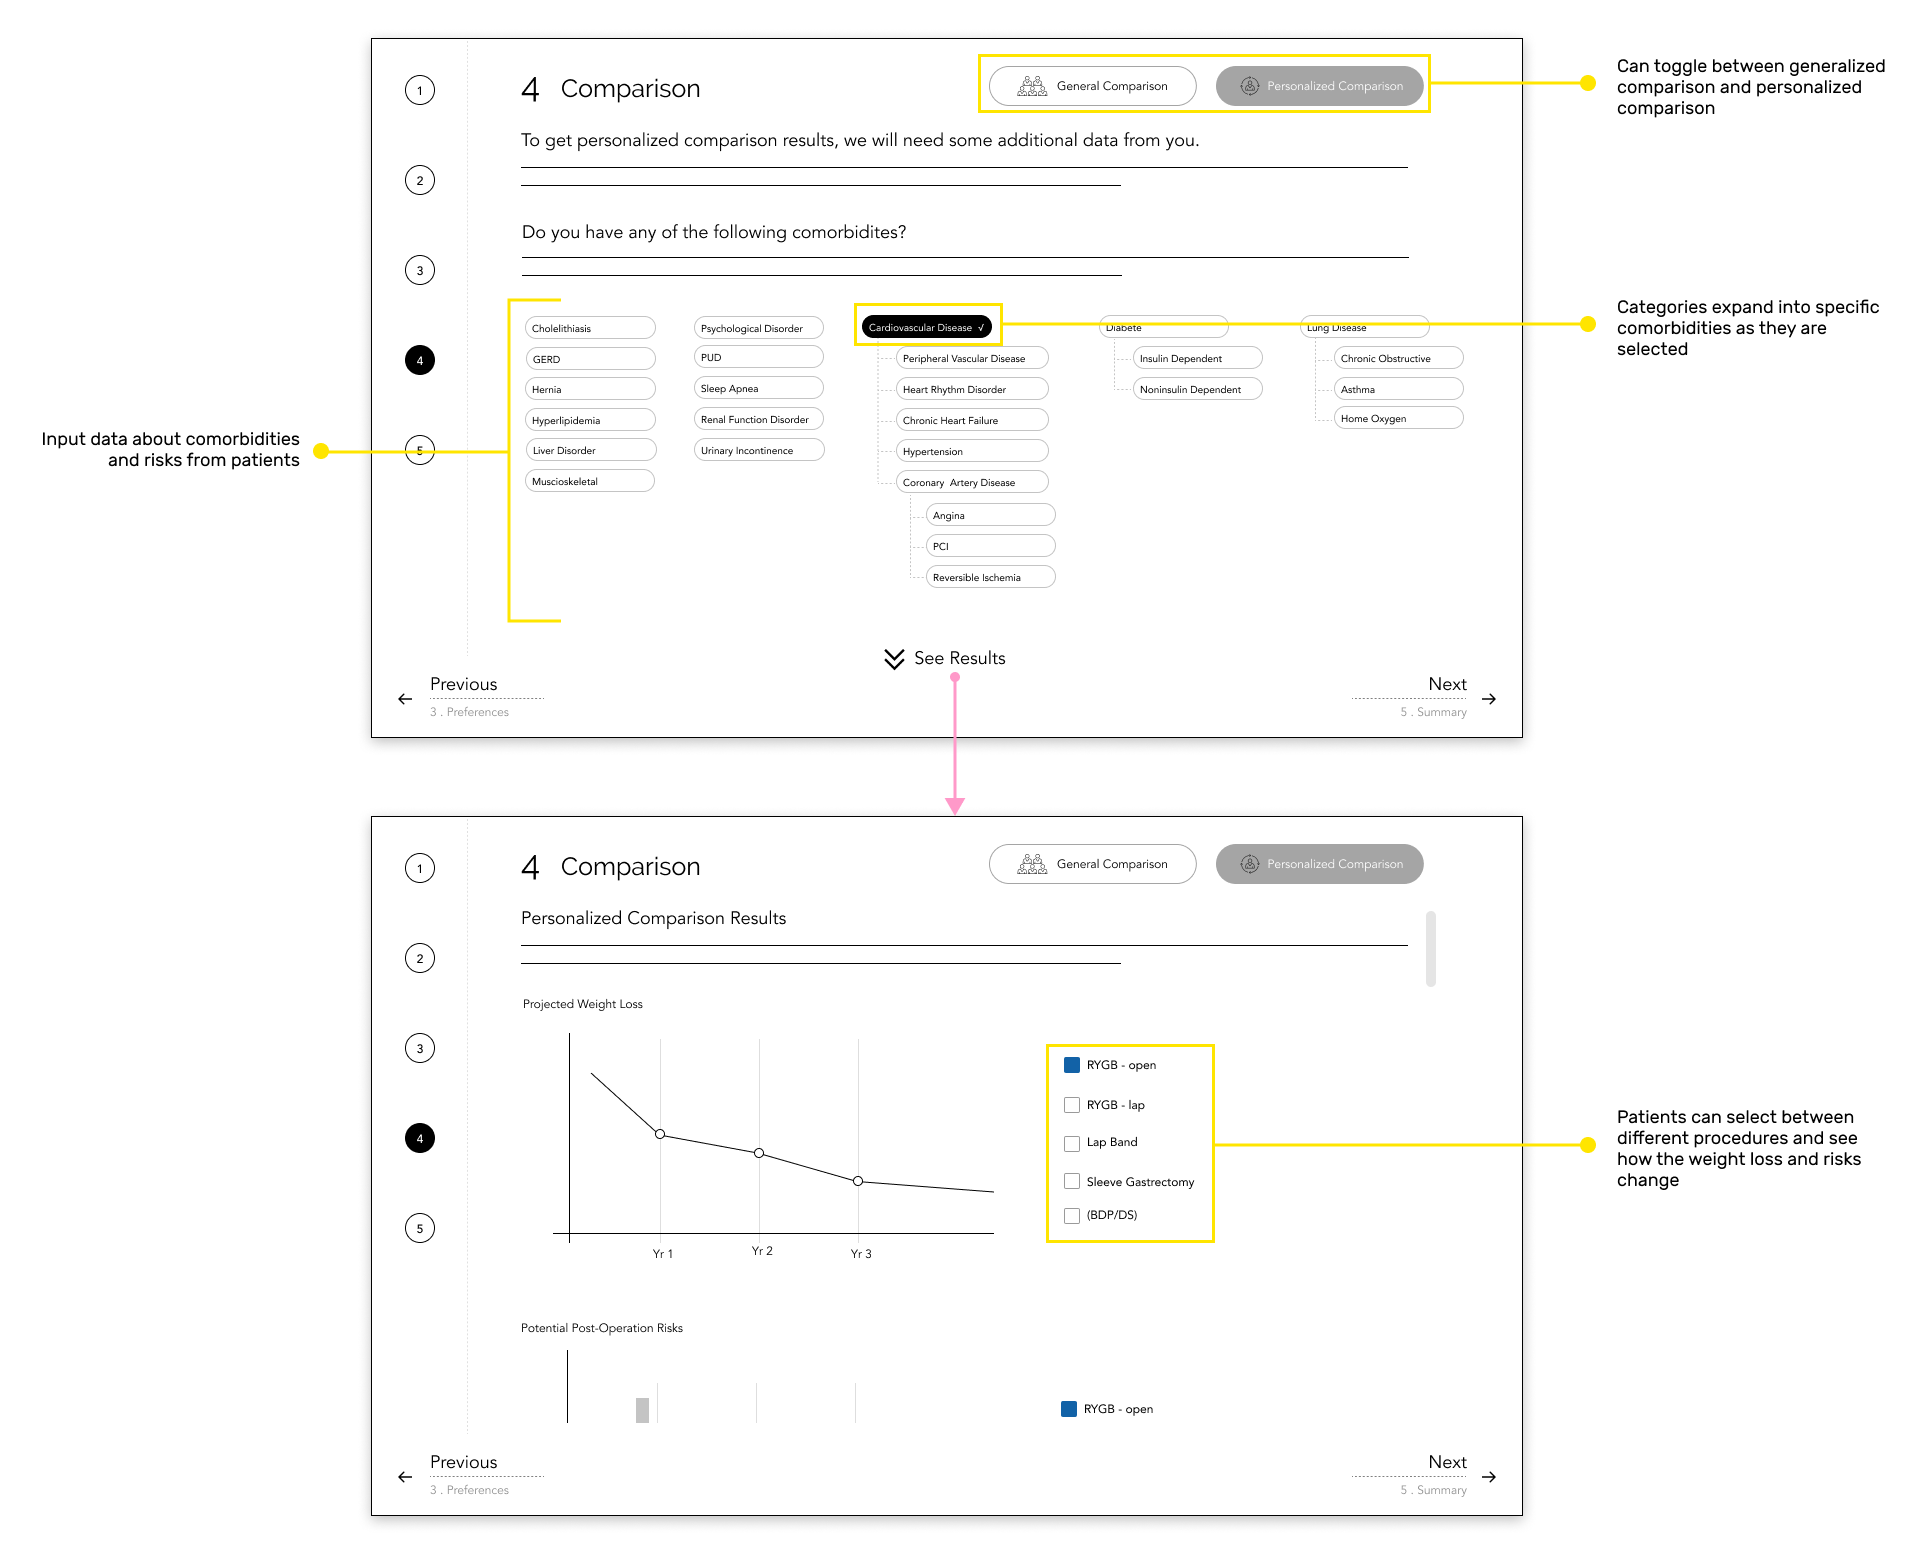 1
2
3
4
5
4 Comparison
General Comparison
Personalized Comparison
To get personalized comparison results, we will need some additional data from you.
Do you have any of the following comorbidites?
Cholelithiasis
GERD
Hernia
Hyperlipidemia
Liver Disorder
Muscioskeletal
Psychological Disorder
PUD
Sleep Apnea
Renal Function Disorder
Urinary Incontinence
Cardiovascular Disease √
Peripheral Vascular Disease
Heart Rhythm Disorder
Chronic Heart Failure
Hypertension
Coronary Artery Disease
Angina
PCI
Reversible Ischemia
Diabete
Insulin Dependent
Noninsulin Dependent
Lung Disease
Chronic Obstructive
Asthma
Home Oxygen
See Results
Previous
3 . Preferences
Next
5 . Summary
Can toggle between generalized
comparison and personalized
comparison
Categories expand into specific
comorbidities as they are
selected
Input data about comorbidities
and risks from patients
1
2
3
4
5
4 Comparison
General Comparison
Personalized Comparison
Personalized Comparison Results
Projected Weight Loss
Yr 1
Yr 2
Yr 3
RYGB - open
RYGB - lap
Lap Band
Sleeve Gastrectomy
(BDP/DS)
Potential Post-Operation Risks
RYGB - open
Previous
3 . Preferences
Next
5 . Summary
Patients can select between
different procedures and see
how the weight loss and risks
change